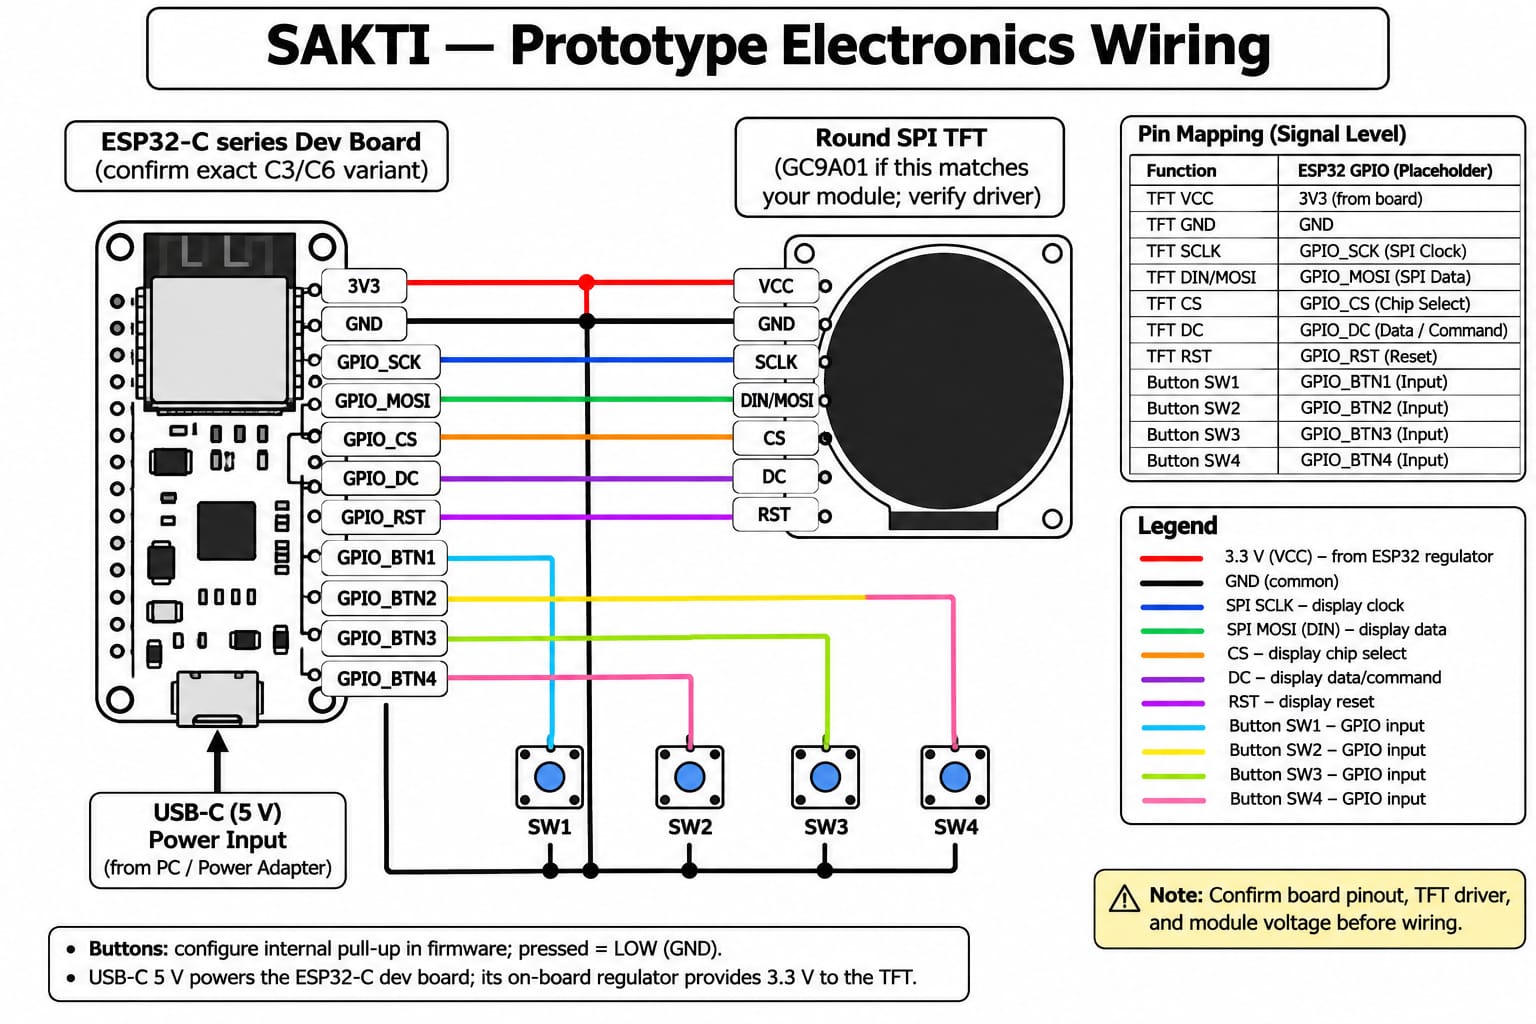 SAKTI — Prototype Electronics Wiring
ESP32-C series Dev Board
(confirm exact C3/C6 variant)
Round SPI TFT
(GC9A01 if this matches
your module; verify driver)
3V3
GND
GPIO_SCK
GPIO_MOSI
GPIO_CS
GPIO_DC
GPIO_RST
GPIO_BTN1
GPIO_BTN2
GPIO_BTN3
GPIO_BTN4
VCC
GND
SCLK
DIN/MOSI
CS
DC
RST
SW1
SW2
SW3
SW4
USB-C (5 V)
Power Input
(from PC / Power Adapter)
• Buttons: configure internal pull-up in firmware; pressed = LOW (GND).
• USB-C 5 V powers the ESP32-C dev board; its on-board regulator provides 3.3 V to the TFT.
Pin Mapping (Signal Level)
Function ESP32 GPIO (Placeholder)
TFT VCC 3V3 (from board)
TFT GND GND
TFT SCLK GPIO_SCK (SPI Clock)
TFT DIN/MOSI GPIO_MOSI (SPI Data)
TFT CS GPIO_CS (Chip Select)
TFT DC GPIO_DC (Data / Command)
TFT RST GPIO_RST (Reset)
Button SW1 GPIO_BTN1 (Input)
Button SW2 GPIO_BTN2 (Input)
Button SW3 GPIO_BTN3 (Input)
Button SW4 GPIO_BTN4 (Input)
Legend
3.3 V (VCC) – from ESP32 regulator
GND (common)
SPI SCLK – display clock
SPI MOSI (DIN) – display data
CS – display chip select
DC – display data/command
RST – display reset
Button SW1 – GPIO input
Button SW2 – GPIO input
Button SW3 – GPIO input
Button SW4 – GPIO input
Note: Confirm board pinout, TFT driver,
and module voltage before wiring.